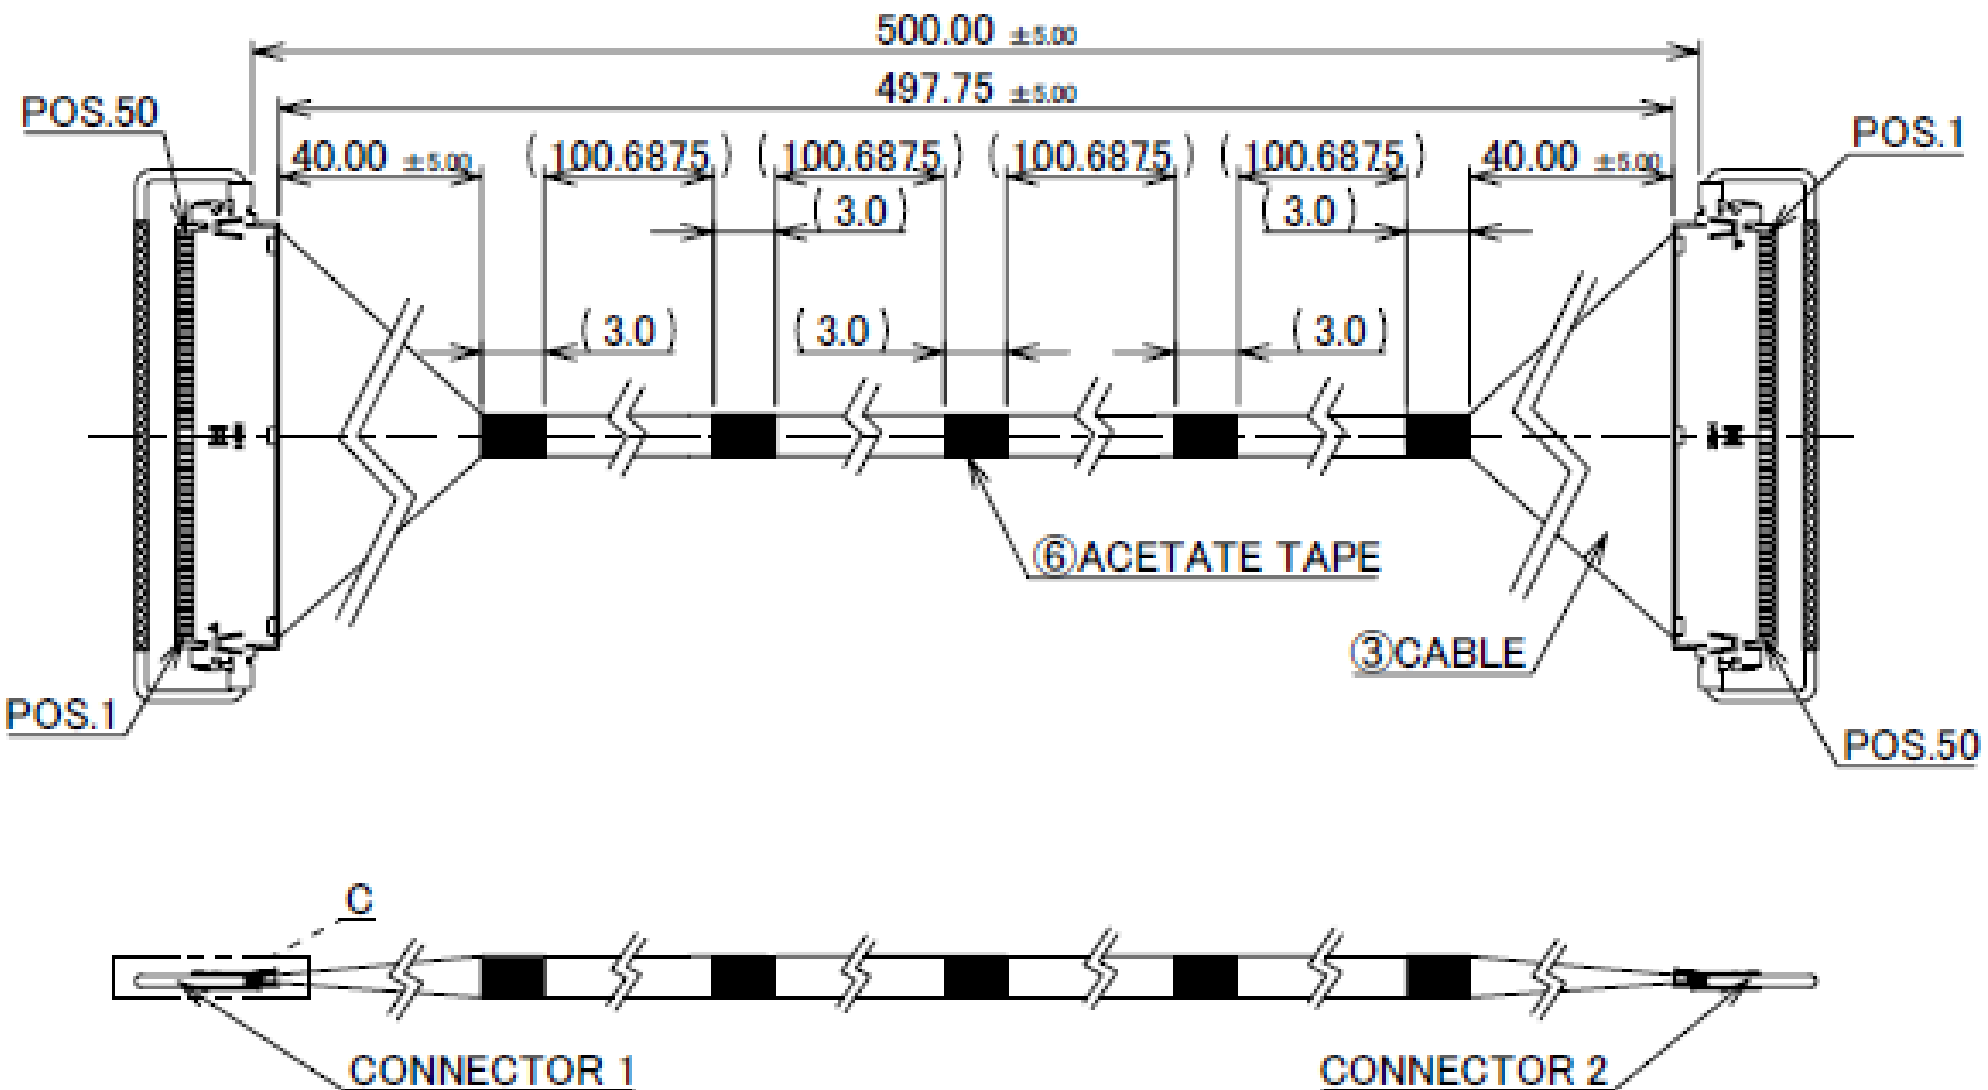 500.00 ±5.00
497.75 ±5.00
POS.50
POS.1
40.00 ±5.00 (100.6875) (100.6875) (100.6875) (100.6875) 40.00 ±5.00
(3.0) (3.0)
(3.0) (3.0) (3.0)
⑥ACETATE TAPE
③CABLE
POS.1
POS.50
C
CONNECTOR 1 CONNECTOR 2